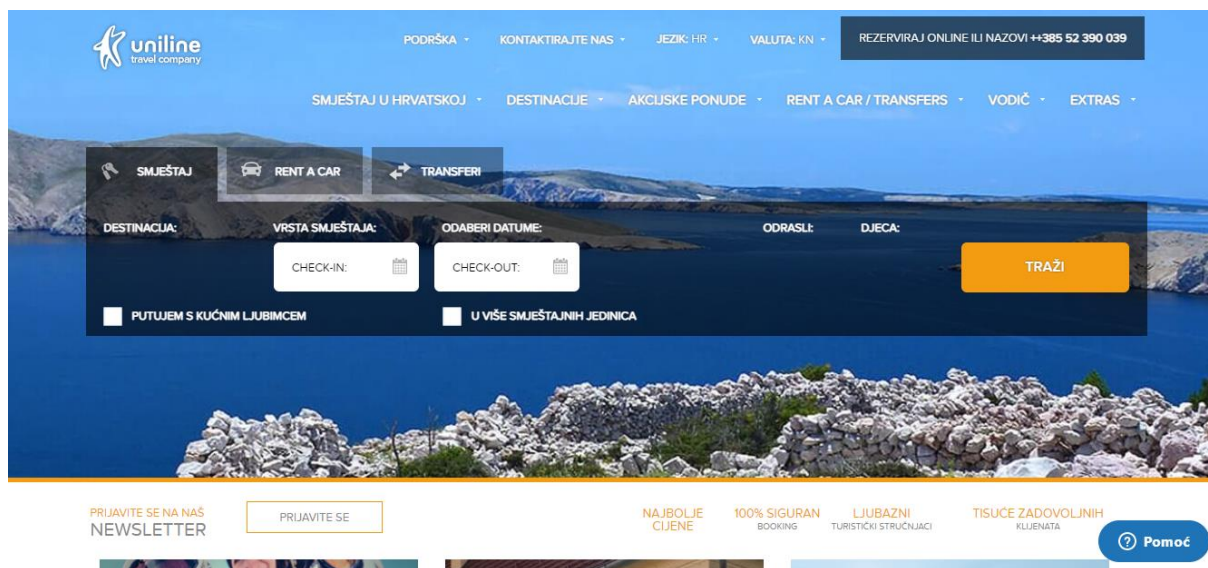 uniline
travel company
PODRŠKA
KONTAKTIRAJTE NAS
JEZIK: HR
VALUTA: KN
REZERVIRAJ ONLINE ILI NAZOVI ++385 52 390 039
SMJEŠTAJ U HRVATSKOJ
DESTINACIJE
AKCIJSKE PONUDE
RENT A CAR / TRANSFERS
VODIČ
EXTRAS
SMJEŠTAJ
RENT A CAR
TRANSFERI
DESTINACIJA:
VRSTA SMJEŠTAJA:
ODABERI DATUME:
ODRASLI:
DJECA:
CHECK-IN:
CHECK-OUT:
TRAŽI
PUTUJEM S KUĆNIM LJUBIMCEM
U VIŠE SMJEŠTAJNIH JEDINICA
PRIJAVITE SE NA NAŠ
NEWSLETTER
PRIJAVITE SE
NAJBOLJE
CIJENE
100% SIGURAN
BOOKING
LJUBAZNI
TURISTIČKI STRUČNJACI
TISUĆE ZADOVOLJNIH
KLIJENATA
Pomoć